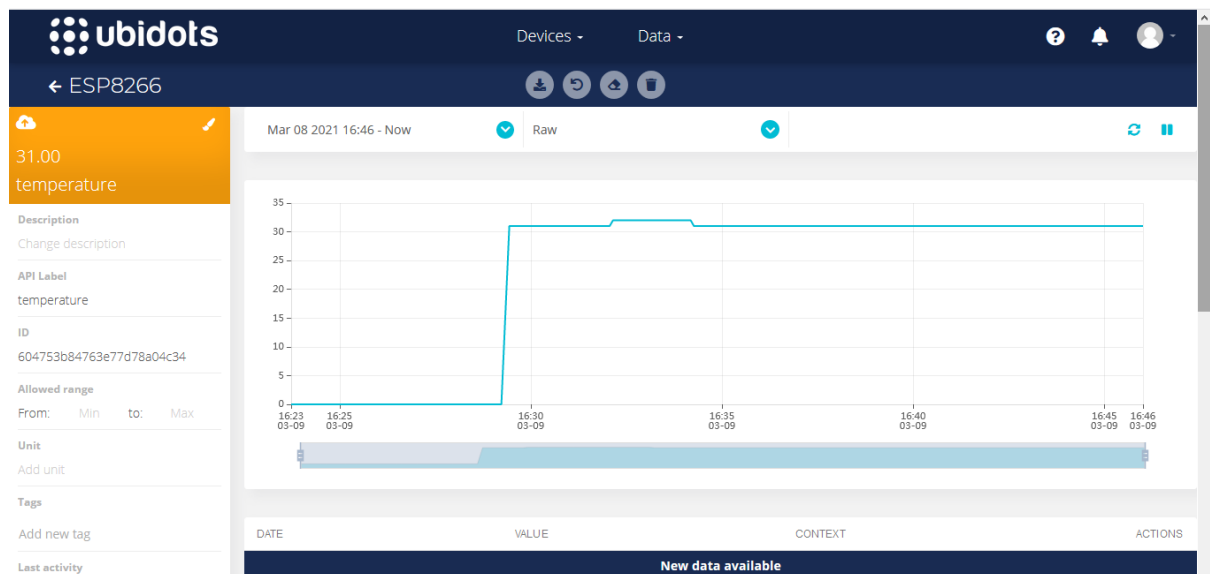 ubidots
Devices
Data
?
ESP8266
31.00
temperature
Description
Change description
API Label
temperature
ID
604753b84763e77d78a04c34
Allowed range
From: Min to: Max
Unit
Add unit
Tags
Add new tag
Last activity
Mar 08 2021 16:46 - Now
Raw
35
30
25
20
15
10
5
0
16:23 16:25 16:30 16:35 16:40 16:45 16:46
03-09 03-09 03-09 03-09 03-09 03-09 03-09
DATE VALUE CONTEXT ACTIONS
New data available